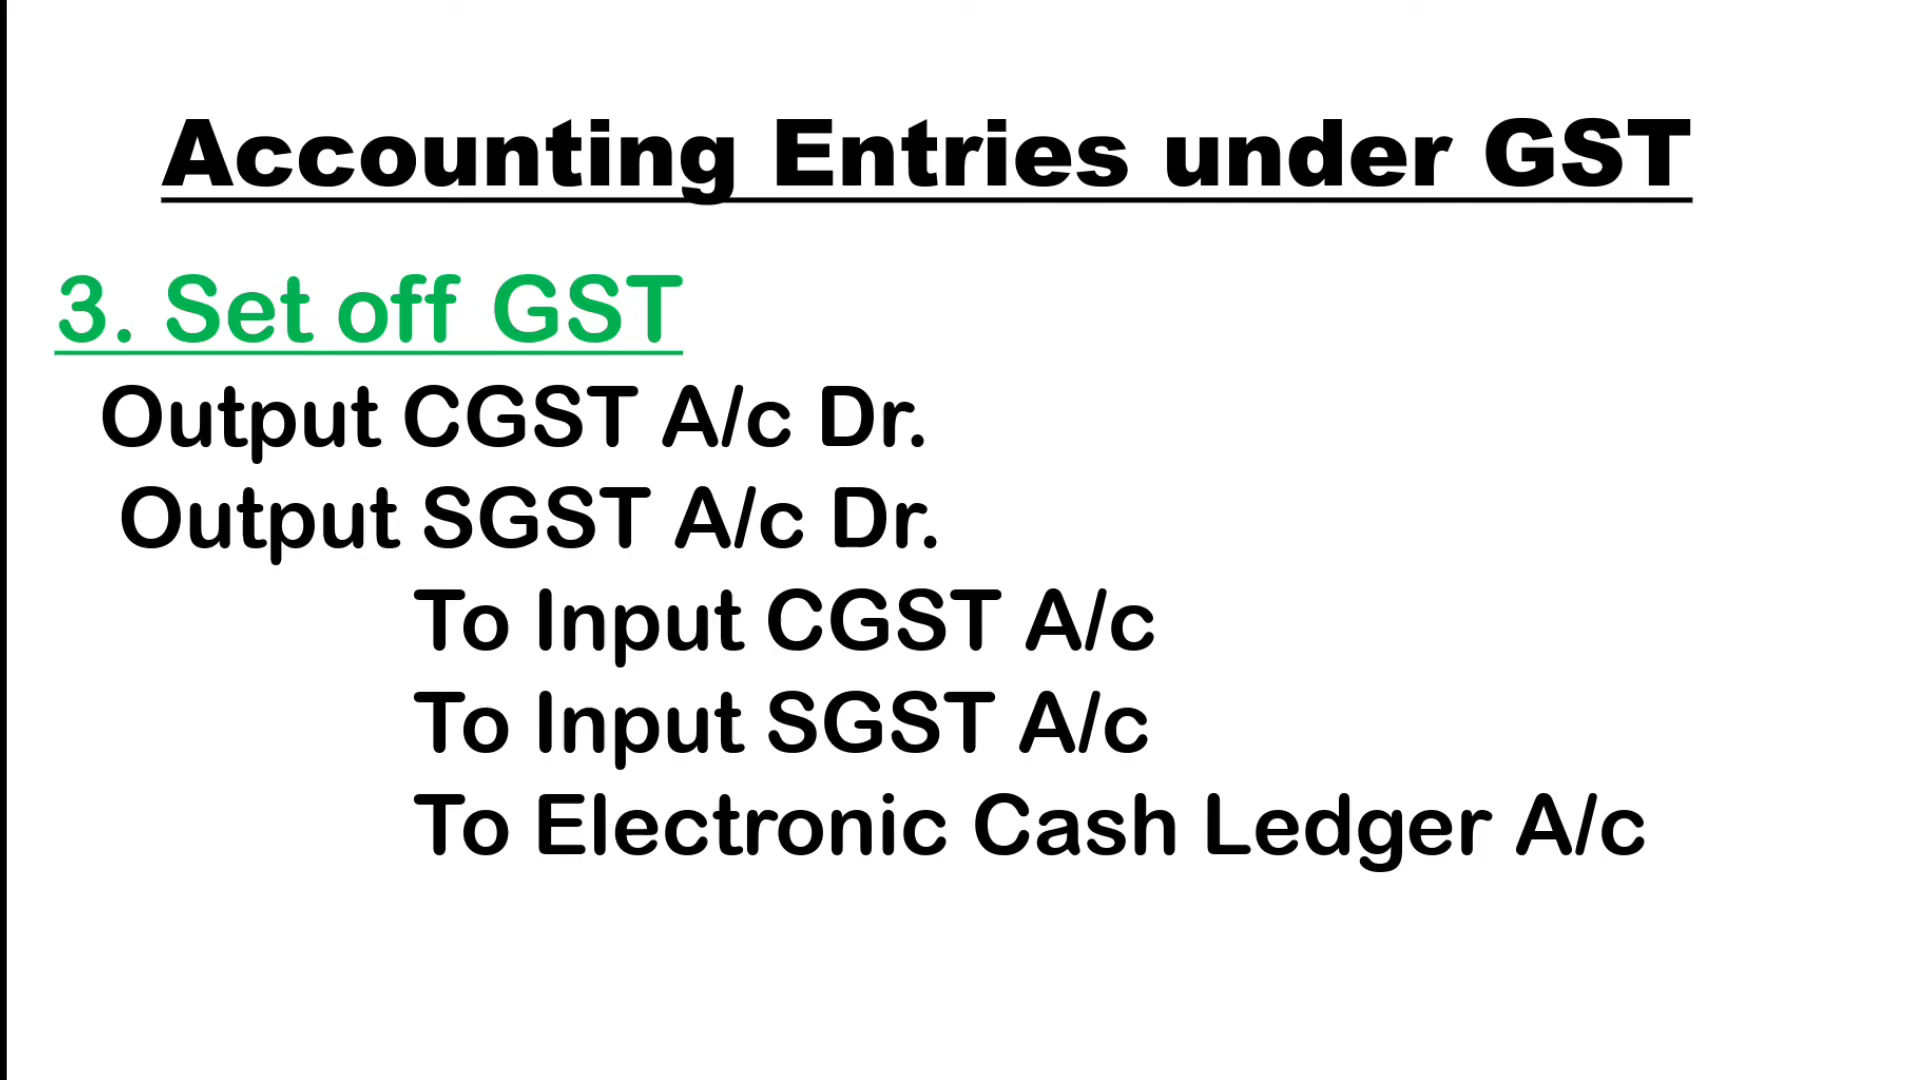 Accounting Entries under GST
3. Set off GST
Output CGST A/c Dr.
Output SGST A/c Dr.
To Input CGST A/c
To Input SGST A/c
To Electronic Cash Ledger A/c